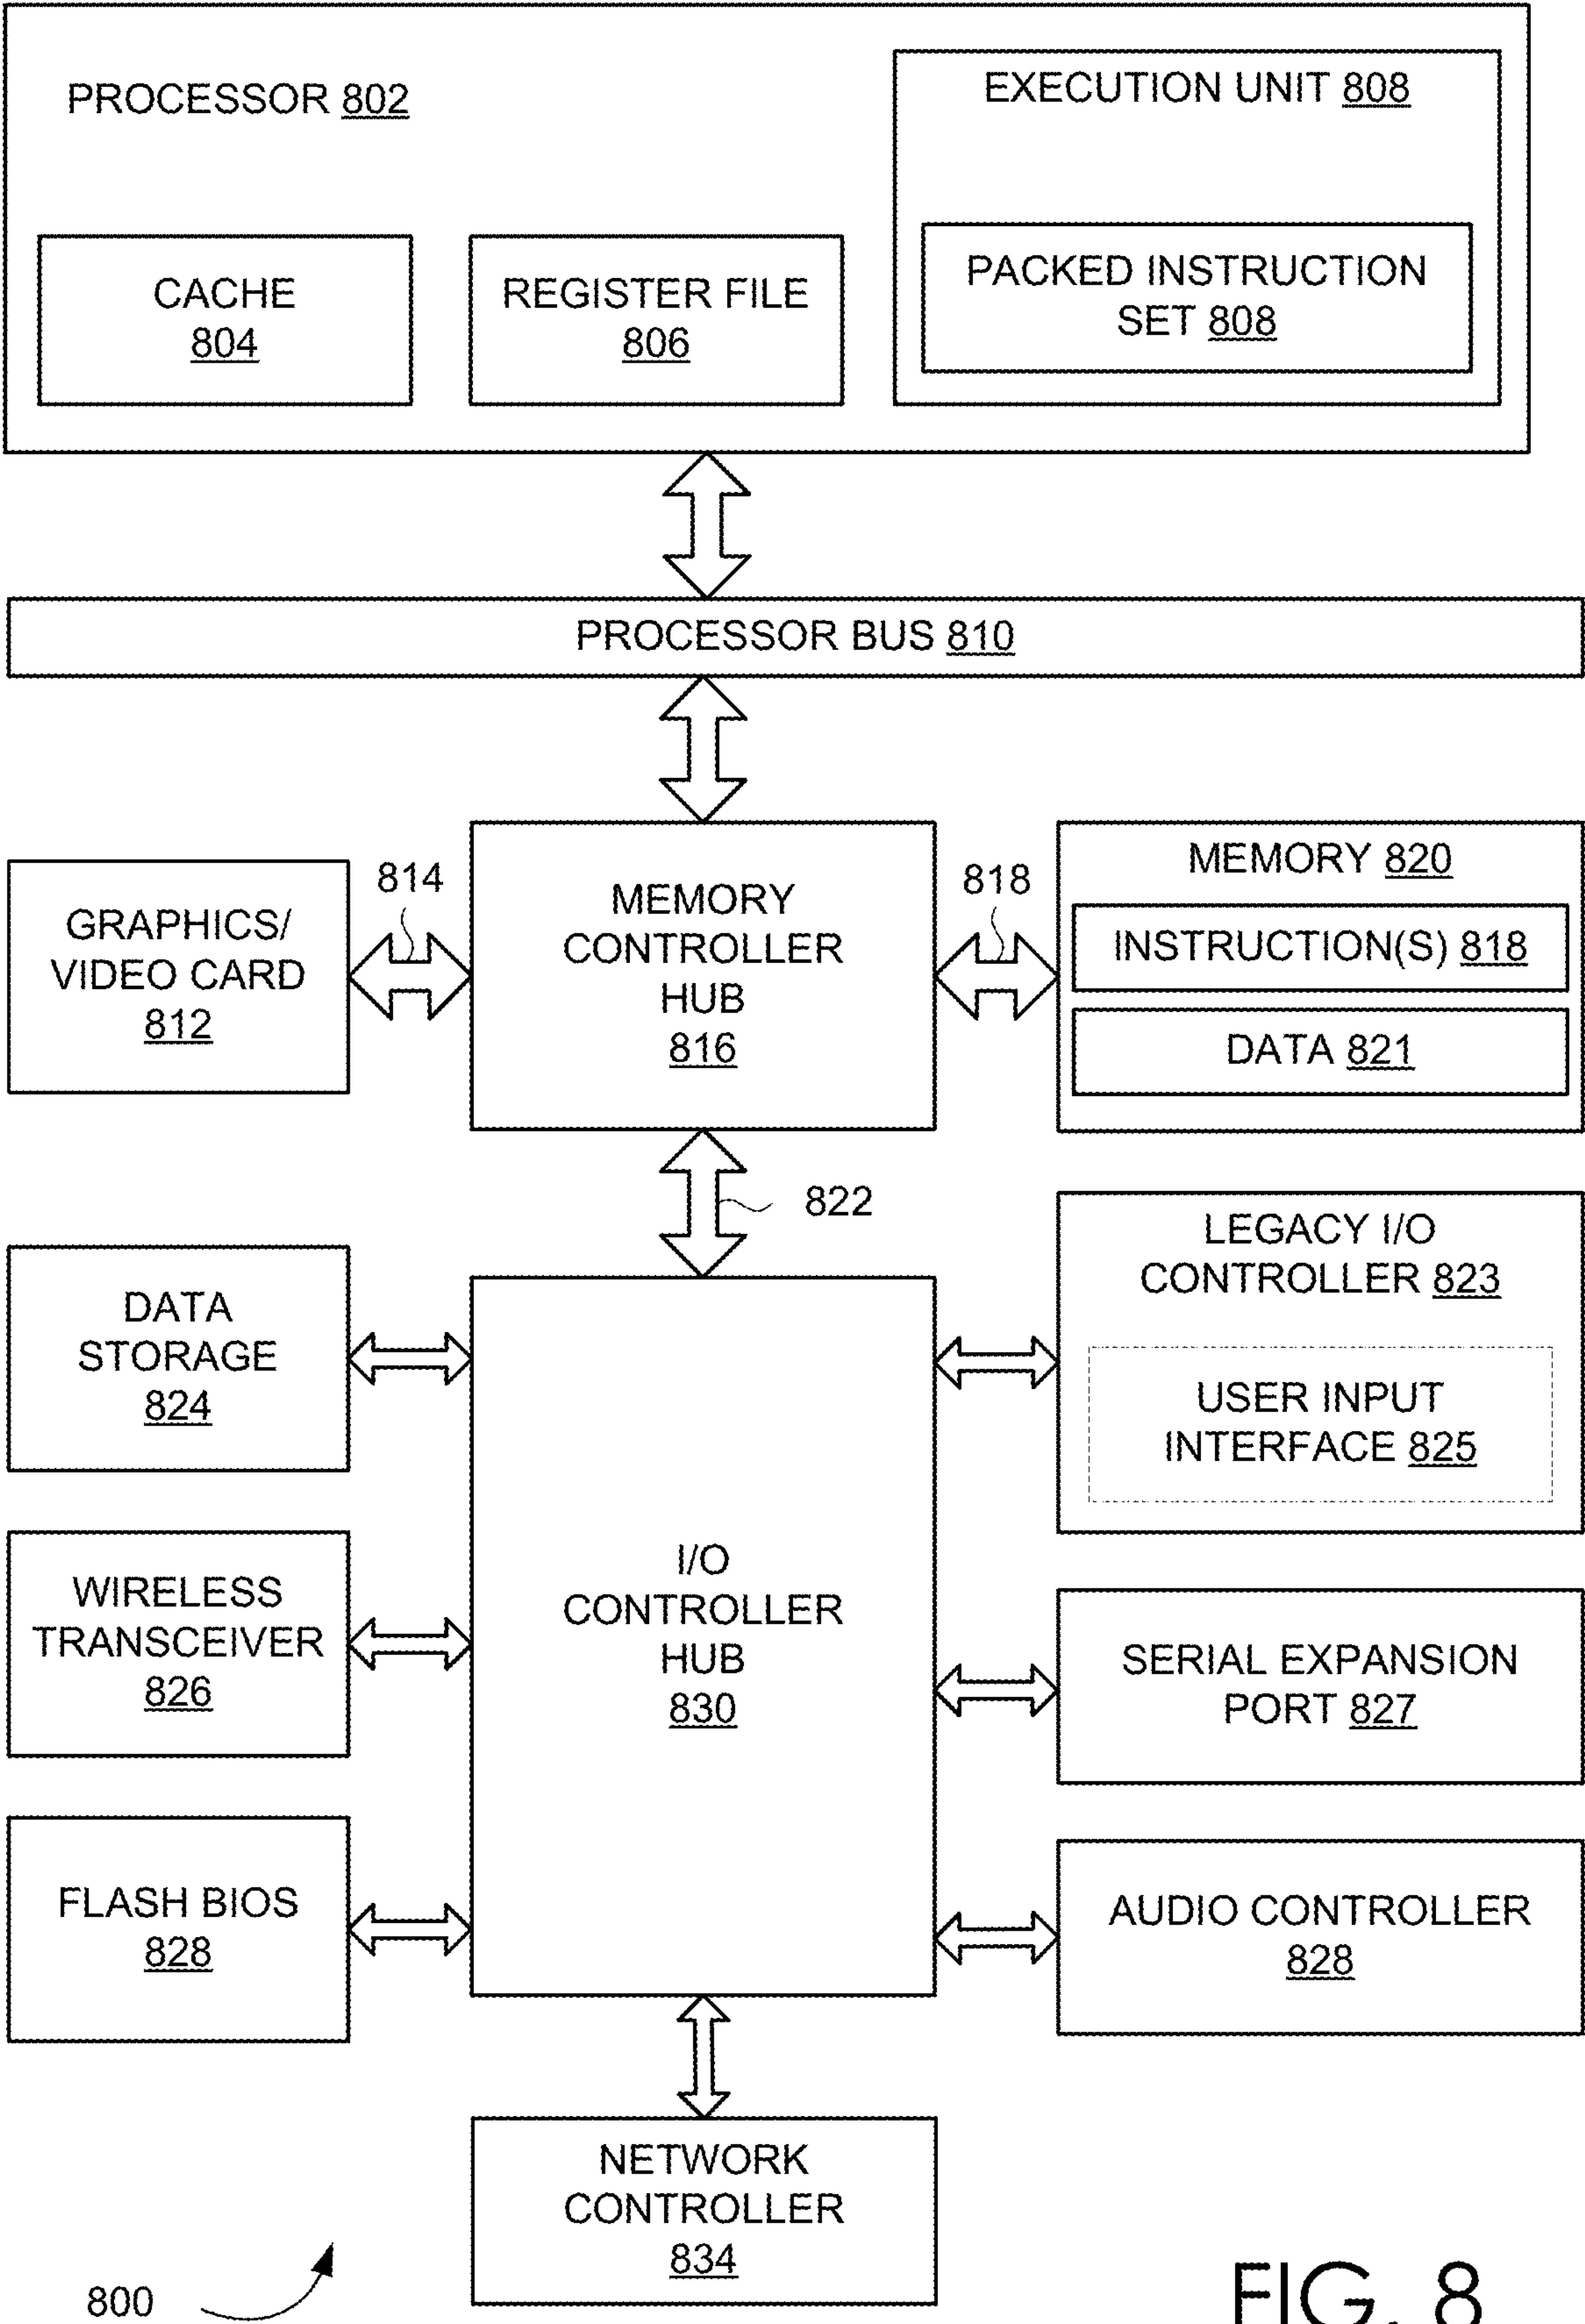 PROCESSOR 802
EXECUTION UNIT 808
CACHE
804
REGISTER FILE
806
PACKED INSTRUCTION
SET 808
PROCESSOR BUS 810
GRAPHICS/
VIDEO CARD
812
814
MEMORY
CONTROLLER
HUB
816
818
MEMORY 820
INSTRUCTION(S) 818
DATA 821
822
DATA
STORAGE
824
LEGACY I/O
CONTROLLER 823
USER INPUT
INTERFACE 825
WIRELESS
TRANSCEIVER
826
I/O
CONTROLLER
HUB
830
SERIAL EXPANSION
PORT 827
FLASH BIOS
828
AUDIO CONTROLLER
828
NETWORK
CONTROLLER
834
800
FIG. 8